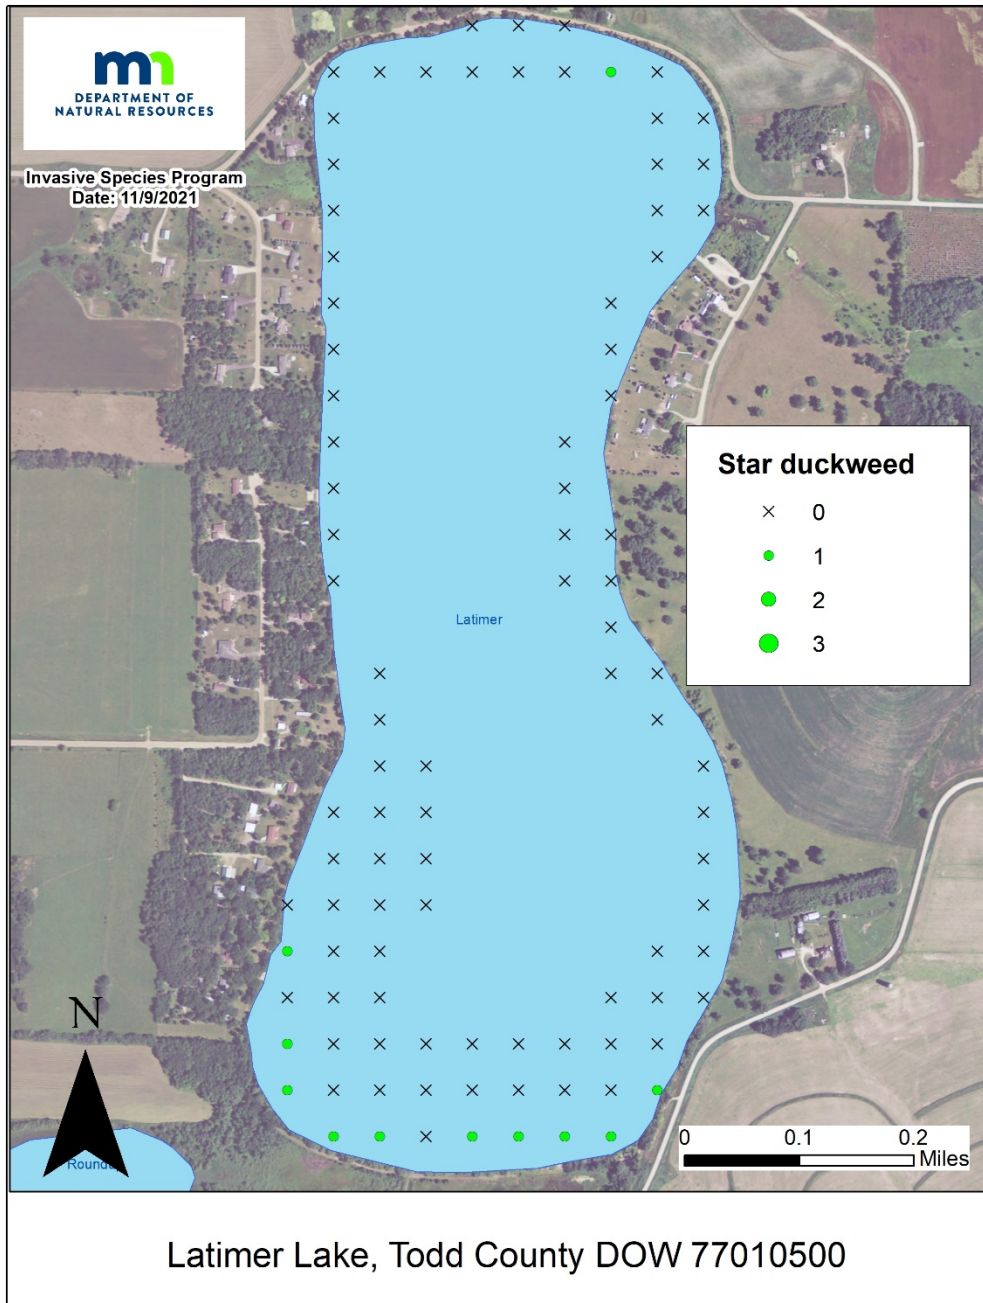 DEPARTMENT OF
NATURAL RESOURCES
Invasive Species Program
Date: 11/9/2021
Star duckweed
0
1
2
3
Latimer
N
0 0.1 0.2
Miles
Latimer Lake, Todd County DOW 77010500